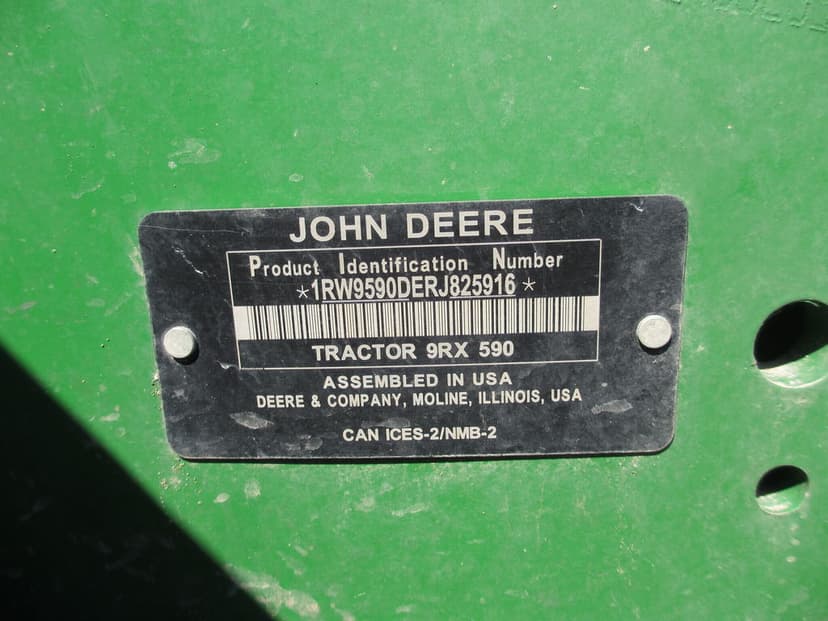 JOHN DEERE
Product Identification Number
*1RW9590DERJ825916*
TRACTOR 9RX 590
ASSEMBLED IN USA
DEERE & COMPANY, MOLINE, ILLINOIS, USA
CAN ICES-2/NMB-2